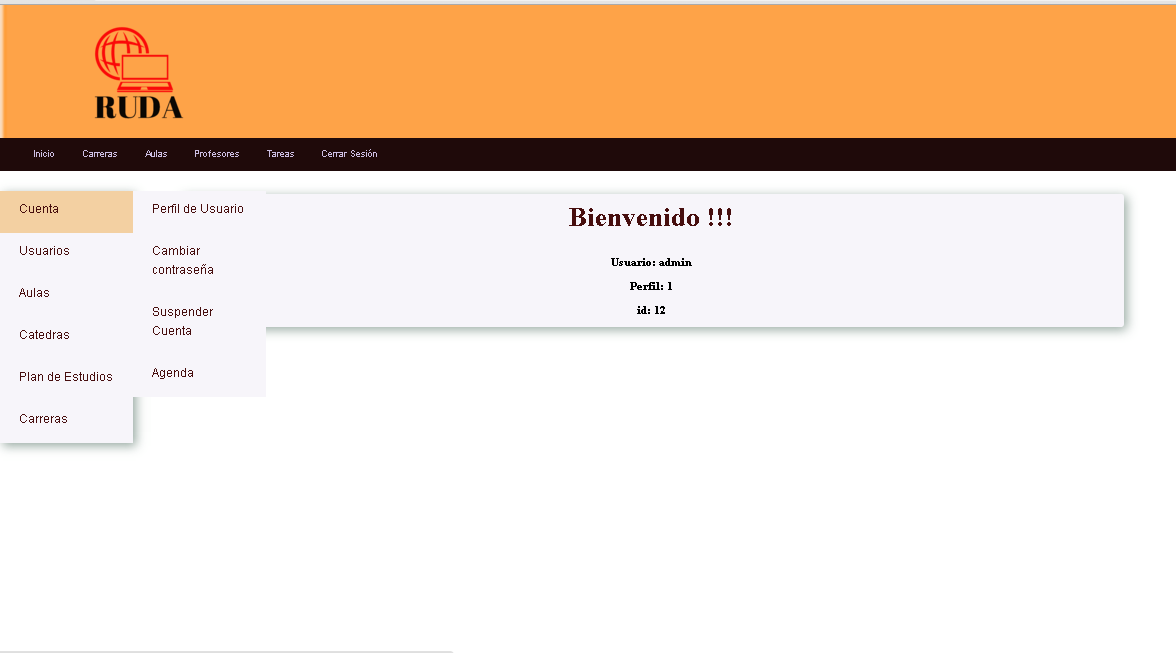 RUDA
Inicio Carreras Aulas Profesores Tareas Cerrar Sesión
Cuenta
Usuarios
Aulas
Catedras
Plan de Estudios
Carreras
Perfil de Usuario
Cambiar
contraseña
Suspender
Cuenta
Agenda
Bienvenido !!!
Usuario: admin
Perfil: 1
id: 12